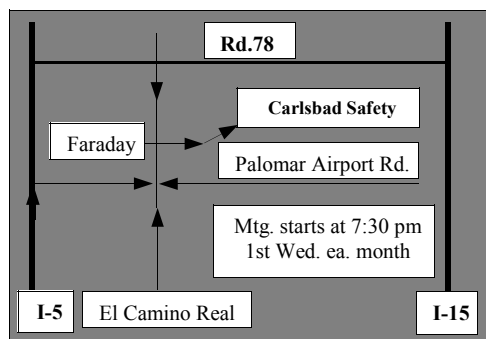 Rd.78
Carlsbad Safety
Faraday
Palomar Airport Rd.
Mtg. starts at 7:30 pm
1st Wed. ea. month
I-5
El Camino Real
I-15